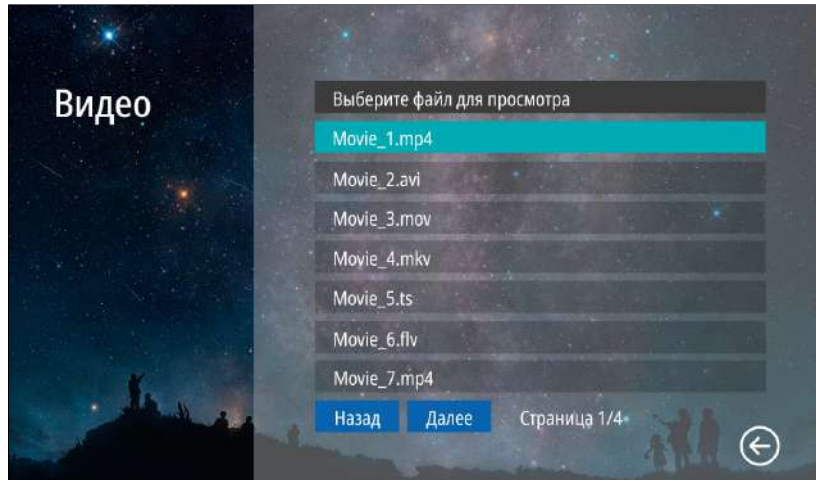 Видео
Выберите файл для просмотра
Movie_1.mp4
Movie_2.avi
Movie_3.mov
Movie_4.mkv
Movie_5.ts
Movie_6.flv
Movie_7.mp4
Назад Далее Страница 1/4